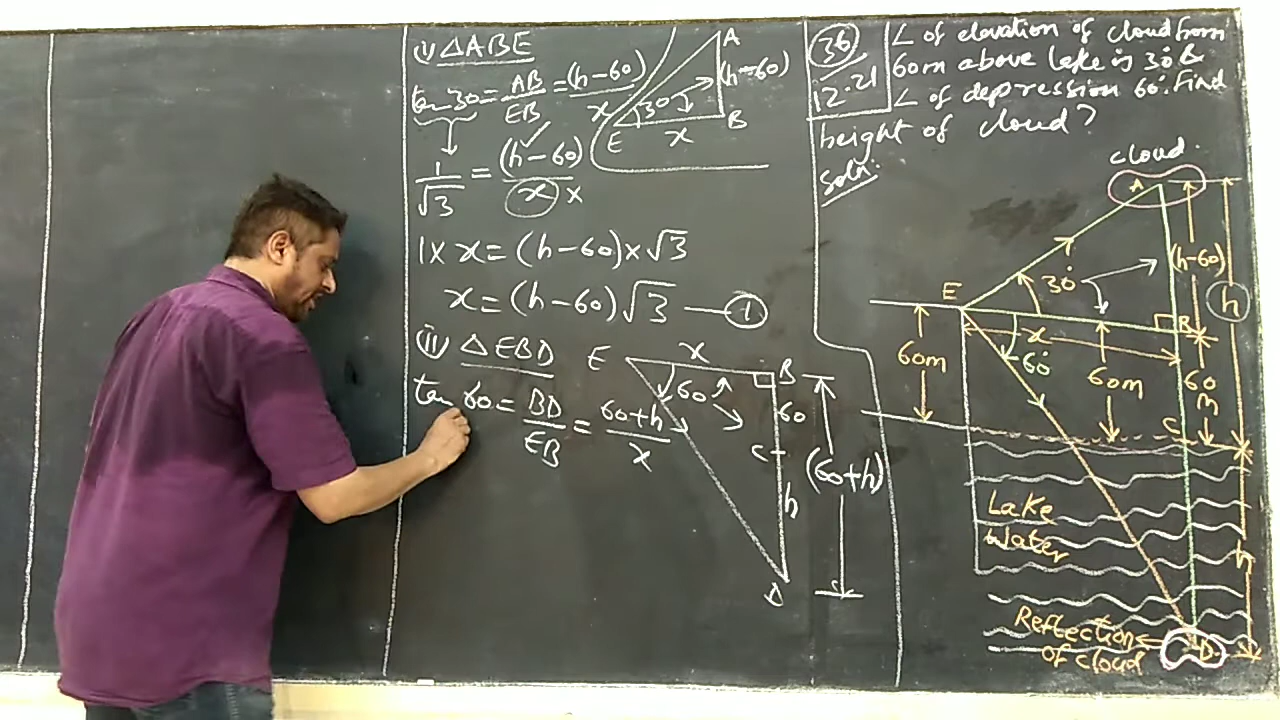 (36)
12.21
∠ of elevation of cloud from
60m above lake is 30° &
∠ of depression 60°. Find
height of cloud?
Soln:
cloud.
A
(h-60)
h
30°
E
B
x
60°
60m
60m
60
m
C
Lake
Water
h
Reflection
of cloud
D
(i) △ABE
tan 30 = AB/EB = (h-60)/x
A
(h-60)
30
E
x
B
1/√3 = (h-60)/x ×
1 × x = (h-60) × √3
x = (h-60)√3 — (1)
(ii) △EBD
tan 60 = BD/EB = 60+h/x
E
x
B
60
60
C
(60+h)
h
D